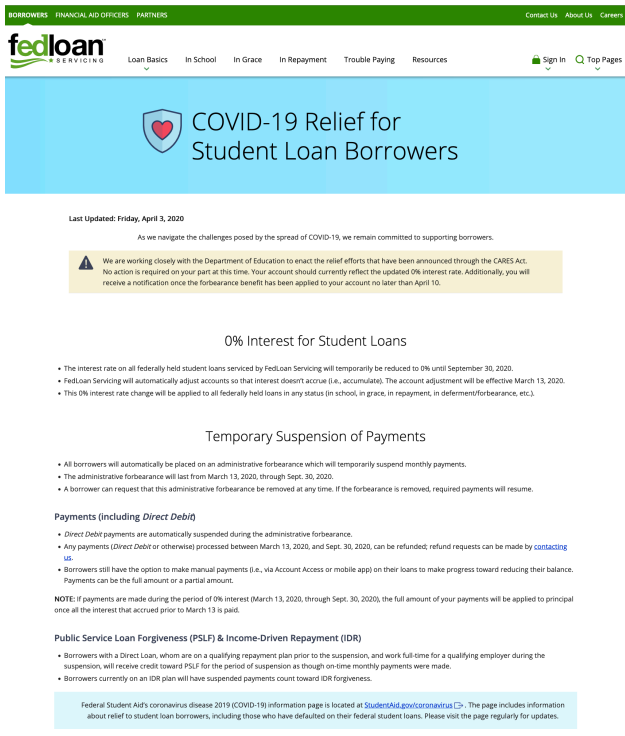 BORROWERS FINANCIAL AID OFFICERS PARTNERS Contact Us About Us Careers
fedloan
SERVICING
Loan Basics In School In Grace In Repayment Trouble Paying Resources Sign In Top Pages
COVID-19 Relief for
Student Loan Borrowers
Last Updated: Friday, April 3, 2020
As we navigate the challenges posed by the spread of COVID-19, we remain committed to supporting borrowers.
We are working closely with the Department of Education to enact the relief efforts that have been announced through the CARES Act.
No action is required on your part at this time. Your account should currently reflect the updated 0% interest rate. Additionally, you will
receive a notification once the forbearance benefit has been applied to your account no later than April 10.
0% Interest for Student Loans
• The interest rate on all federally held student loans serviced by FedLoan Servicing will temporarily be reduced to 0% until September 30, 2020.
• FedLoan Servicing will automatically adjust accounts so that interest doesn't accrue (i.e., accumulate). The account adjustment will be effective March 13, 2020.
• This 0% interest rate change will be applied to all federally held loans in any status (in school, in grace, in repayment, in deferment/forbearance, etc.).
Temporary Suspension of Payments
• All borrowers will automatically be placed on an administrative forbearance which will temporarily suspend monthly payments.
• The administrative forbearance will last from March 13, 2020, through Sept. 30, 2020.
• A borrower can request that this administrative forbearance be removed at any time. If the forbearance is removed, required payments will resume.
Payments (including Direct Debit)
• Direct Debit payments are automatically suspended during the administrative forbearance.
• Any payments (Direct Debit or otherwise) processed between March 13, 2020, and Sept. 30, 2020, can be refunded; refund requests can be made by contacting
us.
• Borrowers still have the option to make manual payments (i.e., via Account Access or mobile app) on their loans to make progress toward reducing their balance.
Payments can be the full amount or a partial amount.
NOTE: If payments are made during the period of 0% interest (March 13, 2020, through Sept. 30, 2020), the full amount of your payments will be applied to principal
once all the interest that accrued prior to March 13 is paid.
Public Service Loan Forgiveness (PSLF) & Income-Driven Repayment (IDR)
• Borrowers with a Direct Loan, whom are on a qualifying repayment plan prior to the suspension, and work full-time for a qualifying employer during the
suspension, will receive credit toward PSLF for the period of suspension as though on-time monthly payments were made.
• Borrowers currently on an IDR plan will have suspended payments count toward IDR forgiveness.
Federal Student Aid's coronavirus disease 2019 (COVID-19) information page is located at StudentAid.gov/coronavirus. The page includes information
about relief to student loan borrowers, including those who have defaulted on their federal student loans. Please visit the page regularly for updates.